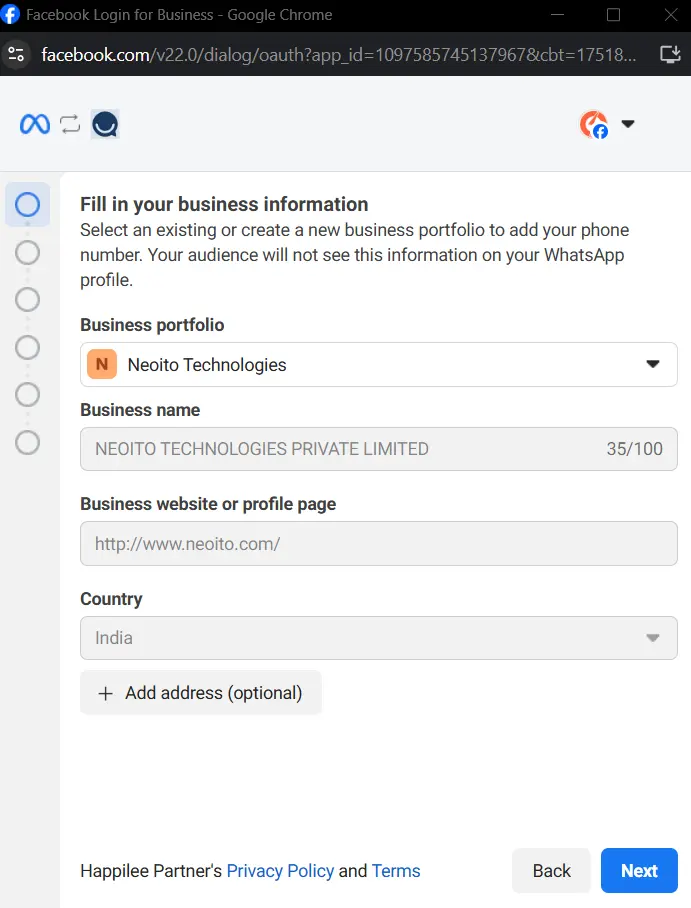 Facebook Login for Business - Google Chrome
facebook.com/v22.0/dialog/oauth?app_id=1097585745137967&cbt=17518...
Fill in your business information
Select an existing or create a new business portfolio to add your phone
number. Your audience will not see this information on your WhatsApp
profile.
Business portfolio
N Neoito Technologies
Business name
NEOITO TECHNOLOGIES PRIVATE LIMITED 35/100
Business website or profile page
http://www.neoito.com/
Country
India
+ Add address (optional)
Happilee Partner's Privacy Policy and Terms
Back
Next